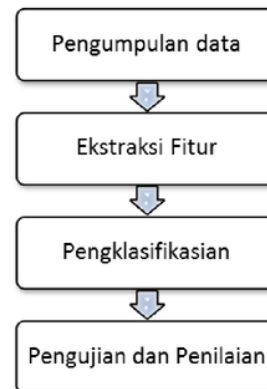 Pengumpulan data
Ekstraksi Fitur
Pengklasifikasian
Pengujian dan Penilaian